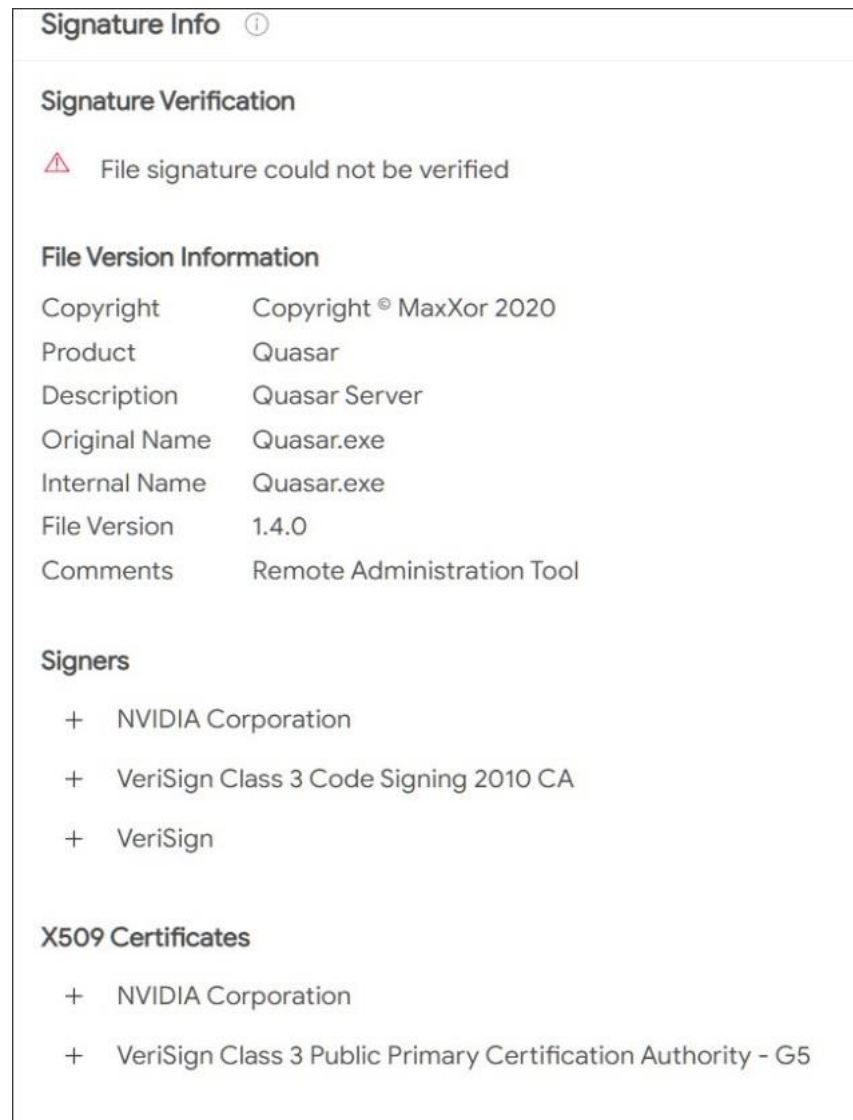 Signature Info
Signature Verification
File signature could not be verified
File Version Information
Copyright Copyright © MaxXor 2020
Product Quasar
Description Quasar Server
Original Name Quasar.exe
Internal Name Quasar.exe
File Version 1.4.0
Comments Remote Administration Tool
Signers
+ NVIDIA Corporation
+ VeriSign Class 3 Code Signing 2010 CA
+ VeriSign
X509 Certificates
+ NVIDIA Corporation
+ VeriSign Class 3 Public Primary Certification Authority - G5